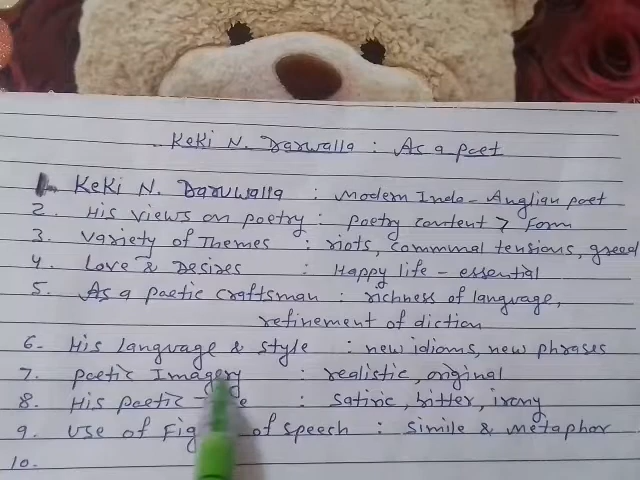 Keki N. Darwalla : As a poet
1. Keki N. Daruwalla : Modern Indo-Anglian poet
2. His views on poetry : Poetry content > Form
3. Variety of Themes : riots, communal tensions, greed
4. Love & Desires : Happy life - essential
5. As a poetic craftsman : richness of language,
refinement of diction
6. His language & style : new idioms, new phrases
7. Poetic Imagery : realistic, original
8. His Poetic : Satiric, bitter, irony
9. Use of of speech : Simile & metaphor
10.